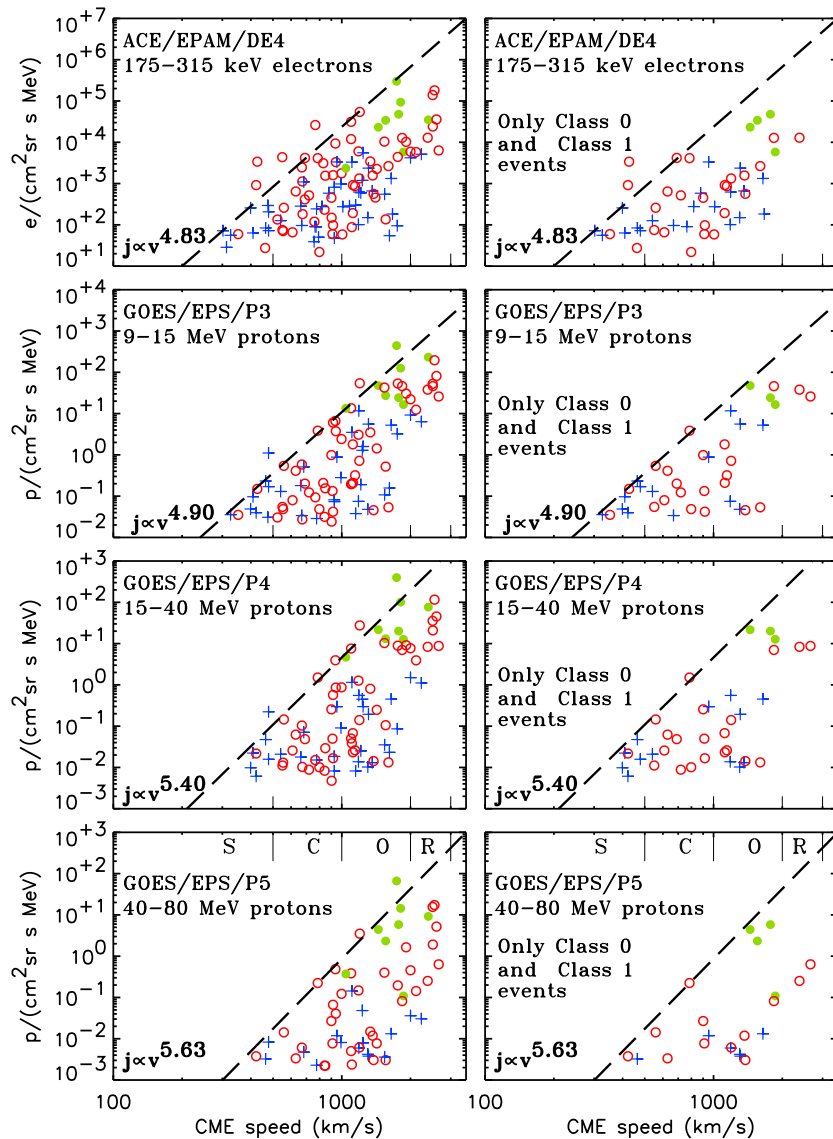 10+7
10+6
10+5
10+4
10+3
10+2
10+1
e/(cm2sr s MeV)
ACE/EPAM/DE4
175−315 keV electrons
j∝v4.83
ACE/EPAM/DE4
175−315 keV electrons
Only Class 0
and Class 1
events
j∝v4.83
10+4
10+3
10+2
10+1
10+0
10−1
10−2
p/(cm2sr s MeV)
GOES/EPS/P3
9−15 MeV protons
j∝v4.90
GOES/EPS/P3
9−15 MeV protons
Only Class 0
and Class 1
events
j∝v4.90
10+3
10+2
10+1
10+0
10−1
10−2
10−3
p/(cm2sr s MeV)
GOES/EPS/P4
15−40 MeV protons
j∝v5.40
GOES/EPS/P4
15−40 MeV protons
Only Class 0
and Class 1
events
j∝v5.40
10+3
10+2
10+1
10+0
10−1
10−2
10−3
p/(cm2sr s MeV)
S C O R
GOES/EPS/P5
40−80 MeV protons
j∝v5.63
S C O R
GOES/EPS/P5
40−80 MeV protons
Only Class 0
and Class 1
events
j∝v5.63
100 1000
CME speed (km/s)
100 1000
CME speed (km/s)